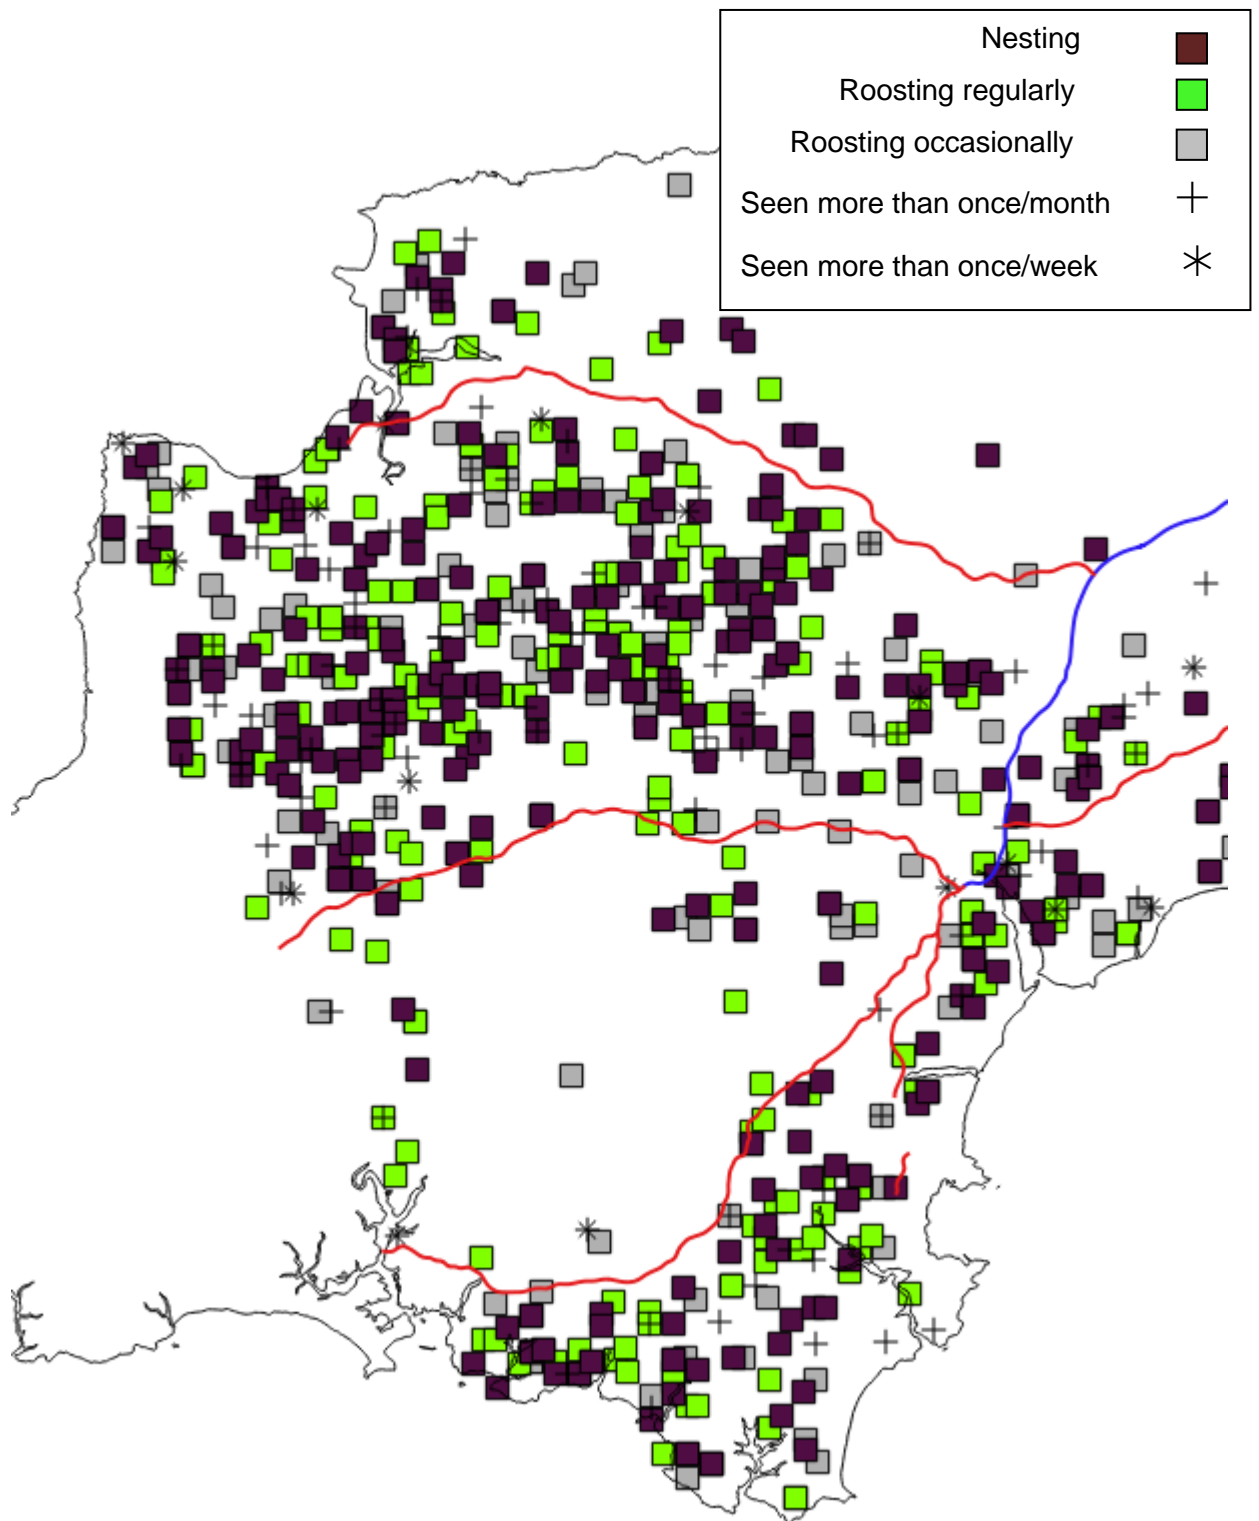 Nesting
Roosting regularly
Roosting occasionally
Seen more than once/month
Seen more than once/week